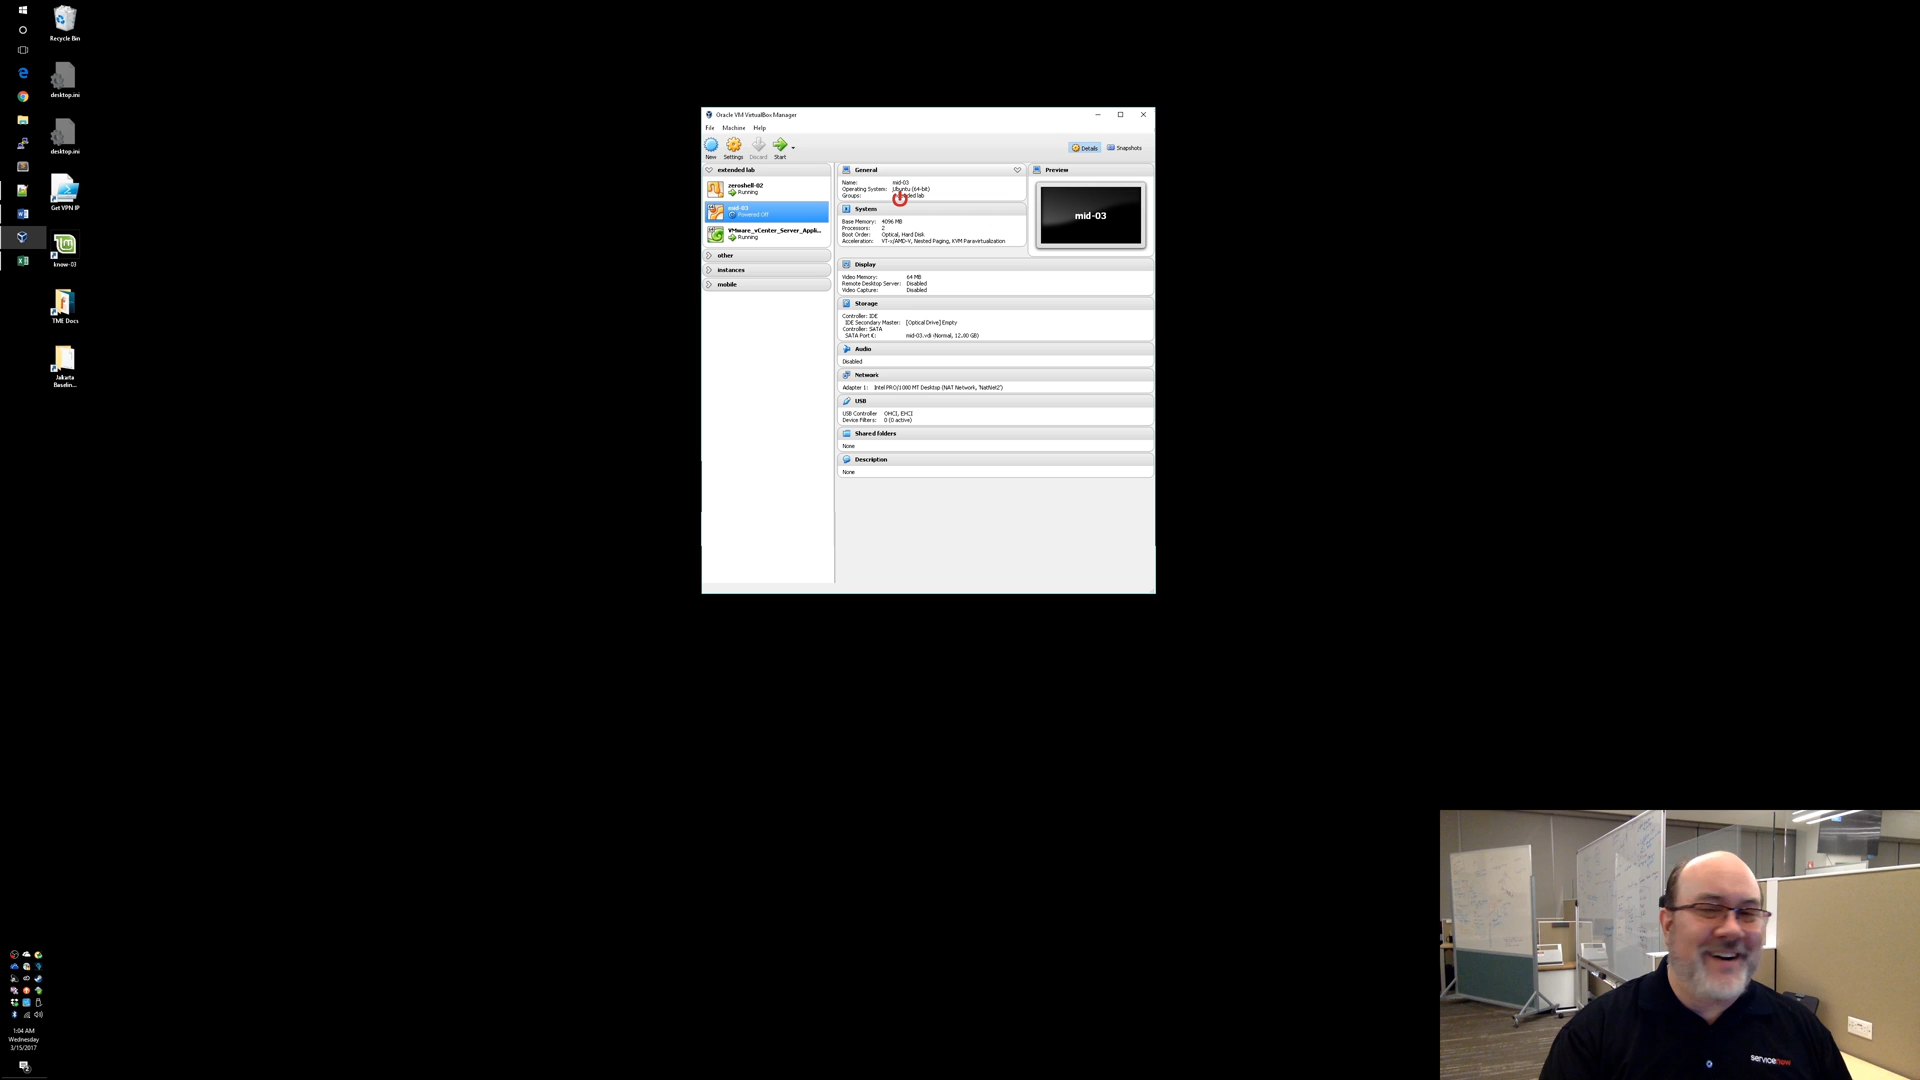 Recycle Bin
desktop.ini
desktop.ini
Get VPN IP
know-03
TME Docs
Jakarta
Baselin...
1:04 AM
Wednesday
3/15/2017
Oracle VM VirtualBox Manager
File Machine Help
New Settings Discard Start
Details Snapshots
extended lab
zeroshell-02
Running
mid-03
Powered Off
VMware_vCenter_Server_Appli...
Running
other
instances
mobile
General
Name: mid-03
Operating System: Ubuntu (64-bit)
Groups: lab
System
Base Memory: 4096 MB
Processors: 2
Boot Order: Optical, Hard Disk
Acceleration: VT-x/AMD-V, Nested Paging, KVM Paravirtualization
Preview
mid-03
Display
Video Memory: 64 MB
Remote Desktop Server: Disabled
Video Capture: Disabled
Storage
Controller: IDE
IDE Secondary Master: [Optical Drive] Empty
Controller: SATA
SATA Port mid-03.vdi (Normal, 12.00 GB)
Audio
Disabled
Network
Adapter 1: Intel PRO/1000 MT Desktop (NAT Network, 'NatNet2')
USB
USB Controller OHCI, EHCI
Device Filters: 0 (0 active)
Shared folders
None
Description
None
servicenow